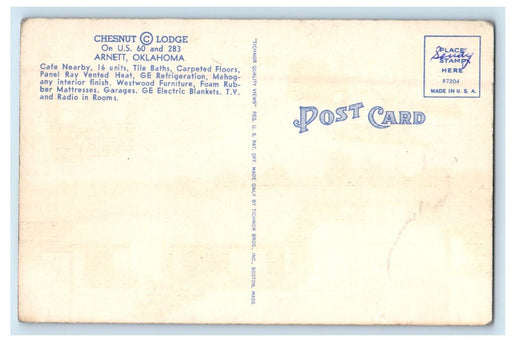 CHESNUT © LODGE
On U.S. 60 and 283
ARNETT, OKLAHOMA
Cafe Nearby, 16 units, Tile Baths, Carpeted Floors,
Panel Ray Vented Heat, GE Refrigeration, Mahog-
any interior finish. Westwood Furniture, Foam Rub-
ber Mattresses. Garages. GE Electric Blankets. T.V.
and Radio in Rooms.
"TICHNOR QUALITY VIEWS" REG. U. S. PAT. OFF. MADE ONLY BY TICHNOR BROS., INC., BOSTON, MASS.
POST CARD
PLACE
STAMP
HERE
87204
MADE IN U. S. A.